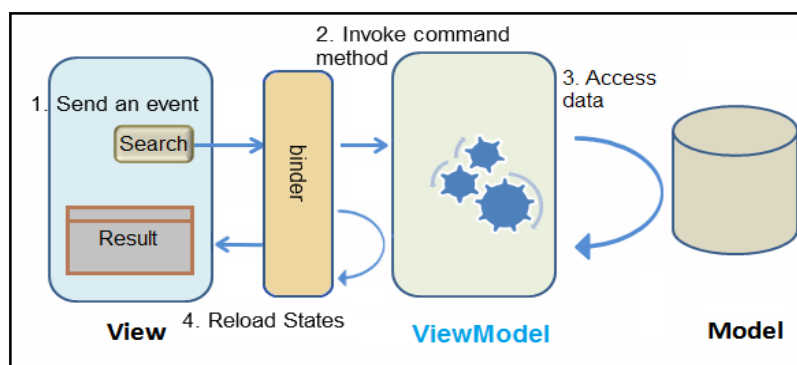 2. Invoke command
method
1. Send an event
3. Access
data
Search
binder
Result
4. Reload States
View
ViewModel
Model